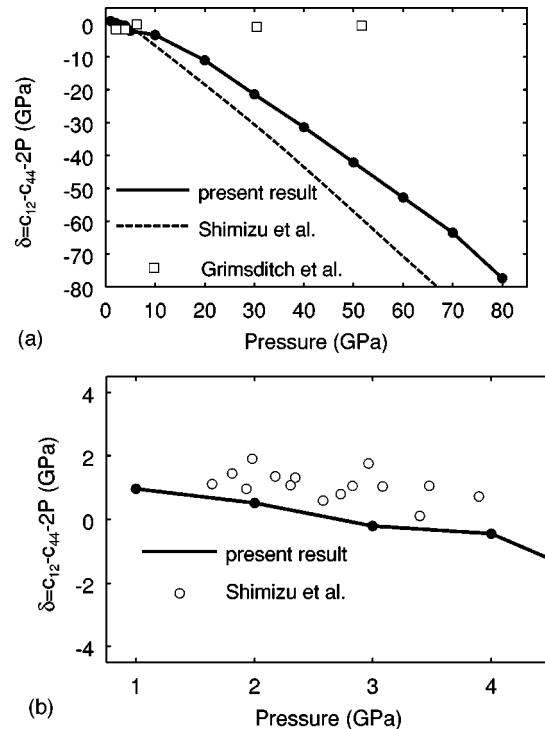 δ=c12-c44-2P (GPa)
0
-10
-20
-30
-40
-50
-60
-70
-80
present result
Shimizu et al.
Grimsditch et al.
0 10 20 30 40 50 60 70 80
Pressure (GPa)
(a)
δ=c12-c44-2P (GPa)
4
2
0
-2
-4
present result
Shimizu et al.
1 2 3 4
Pressure (GPa)
(b)